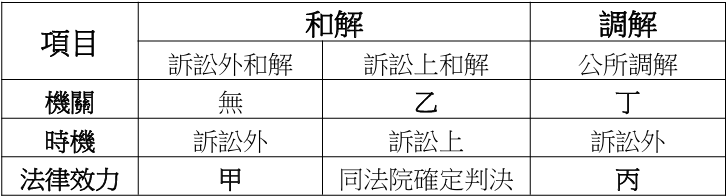 項目 和解 調解
訴訟外和解 訴訟上和解 公所調解
機關 無 乙 丁
時機 訴訟外 訴訟上 訴訟外
法律效力 甲 同法院確定判決 丙